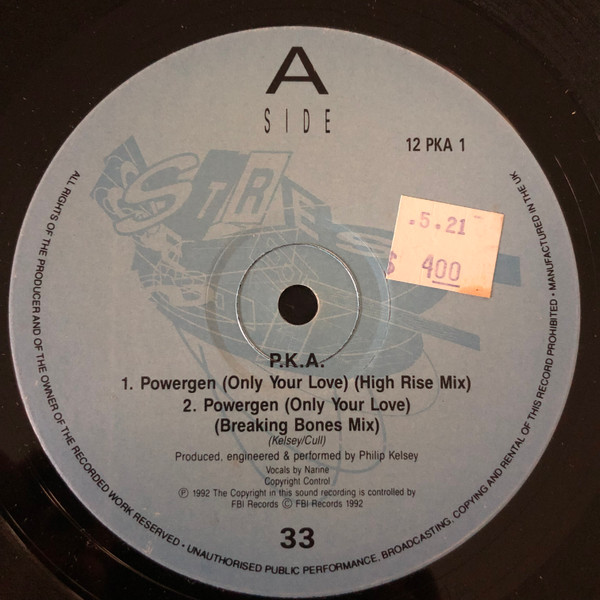 A
SIDE
12 PKA 1
STRESS
.5.21
$ 400
P.K.A.
1. Powergen (Only Your Love) (High Rise Mix)
2. Powergen (Only Your Love)
(Breaking Bones Mix)
(Kelsey/Cull)
Produced, engineered & performed by Philip Kelsey
Vocals by Narine
Copyright Control
Ⓟ 1992 The Copyright in this sound recording is controlled by
FBI Records Ⓒ FBI Records 1992
33
ALL RIGHTS OF THE PRODUCER AND OF THE OWNER OF THE RECORDED WORK RESERVED • UNAUTHORISED PUBLIC PERFORMANCE, BROADCASTING, COPYING AND RENTAL OF THIS RECORD PROHIBITED • MANUFACTURED IN THE UK